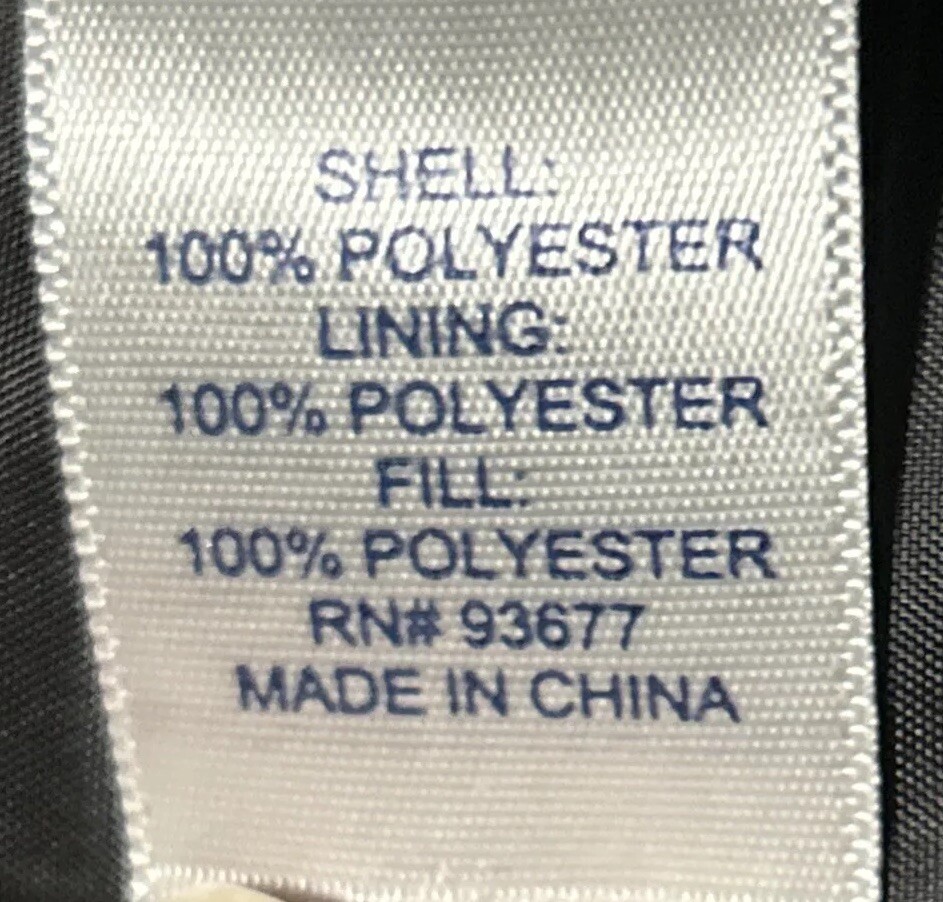 SHELL:
100% POLYESTER
LINING:
100% POLYESTER
FILL:
100% POLYESTER
RN# 93677
MADE IN CHINA